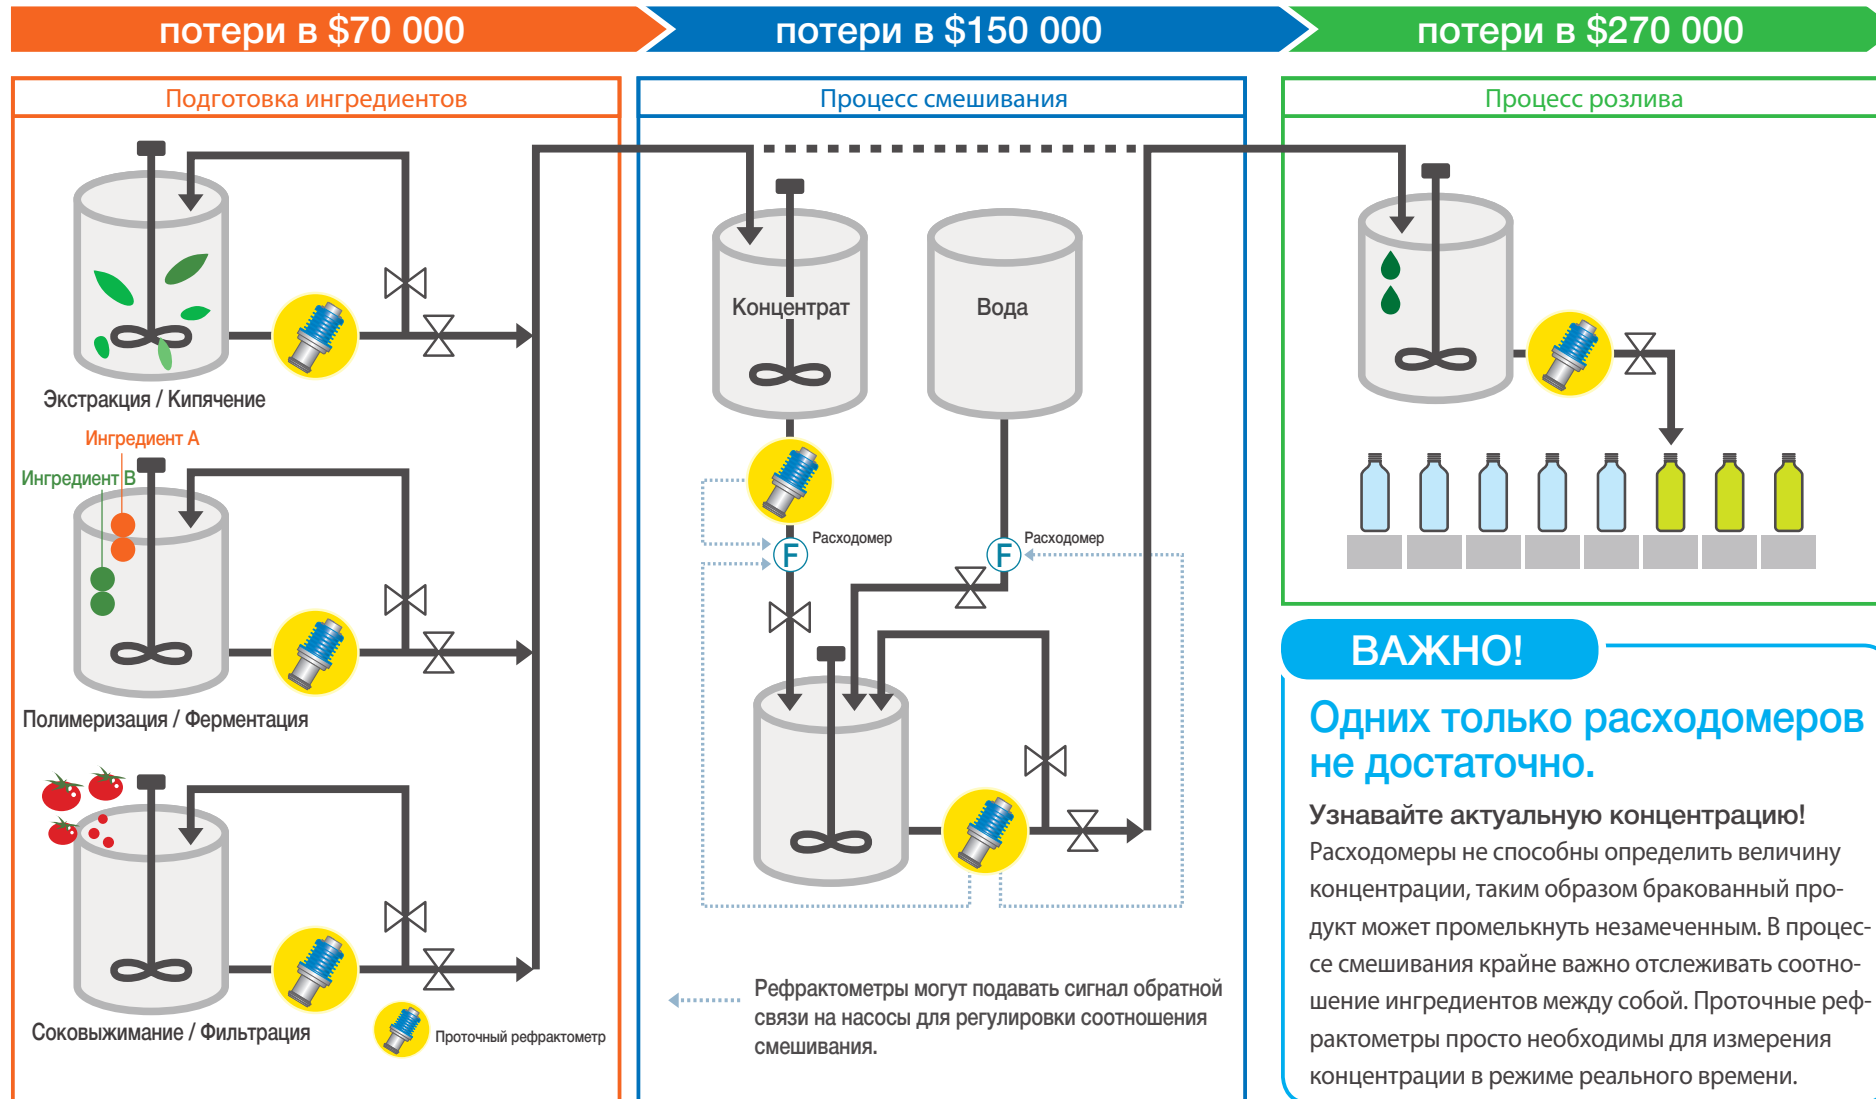 потери в $70 000
потери в $150 000
потери в $270 000
Подготовка ингредиентов
Экстракция / Кипячение
Ингредиент А
Ингредиент В
Полимеризация / Ферментация
Соковыжимание / Фильтрация
Проточный рефрактометр
Процесс смешивания
Концентрат
Вода
Расходомер
F
Расходомер
F
Рефрактометры могут подавать сигнал обратной
связи на насосы для регулировки соотношения
смешивания.
Процесс розлива
ВАЖНО!
Одних только расходомеров
не достаточно.
Узнавайте актуальную концентрацию!
Расходомеры не способны определить величину
концентрации, таким образом бракованный про-
дукт может промелькнуть незамеченным. В процес-
се смешивания крайне важно отслеживать соотно-
шение ингредиентов между собой. Проточные реф-
рактометры просто необходимы для измерения
концентрации в режиме реального времени.